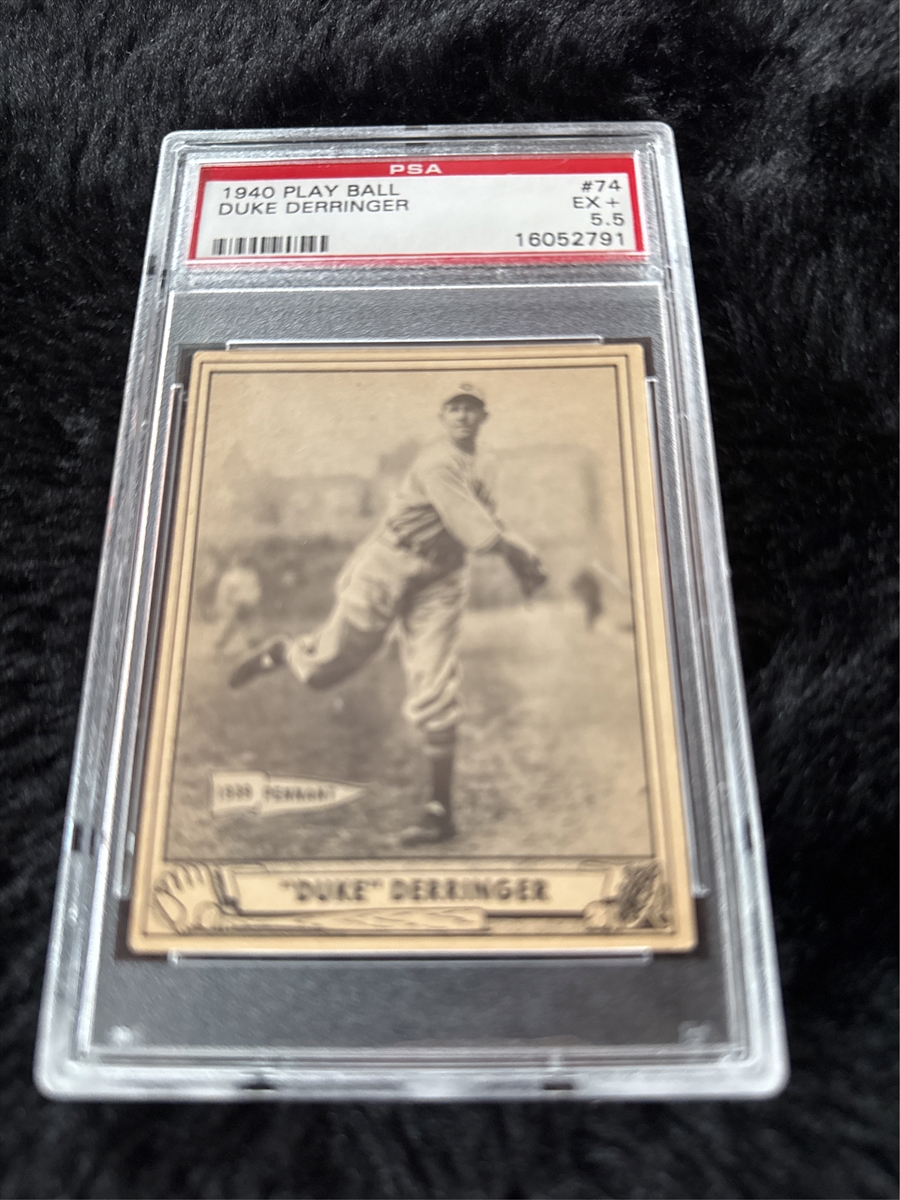 PSA
1940 PLAY BALL #74
DUKE DERRINGER EX +
5.5
16052791
1939 PENNANT
"DUKE" DERRINGER